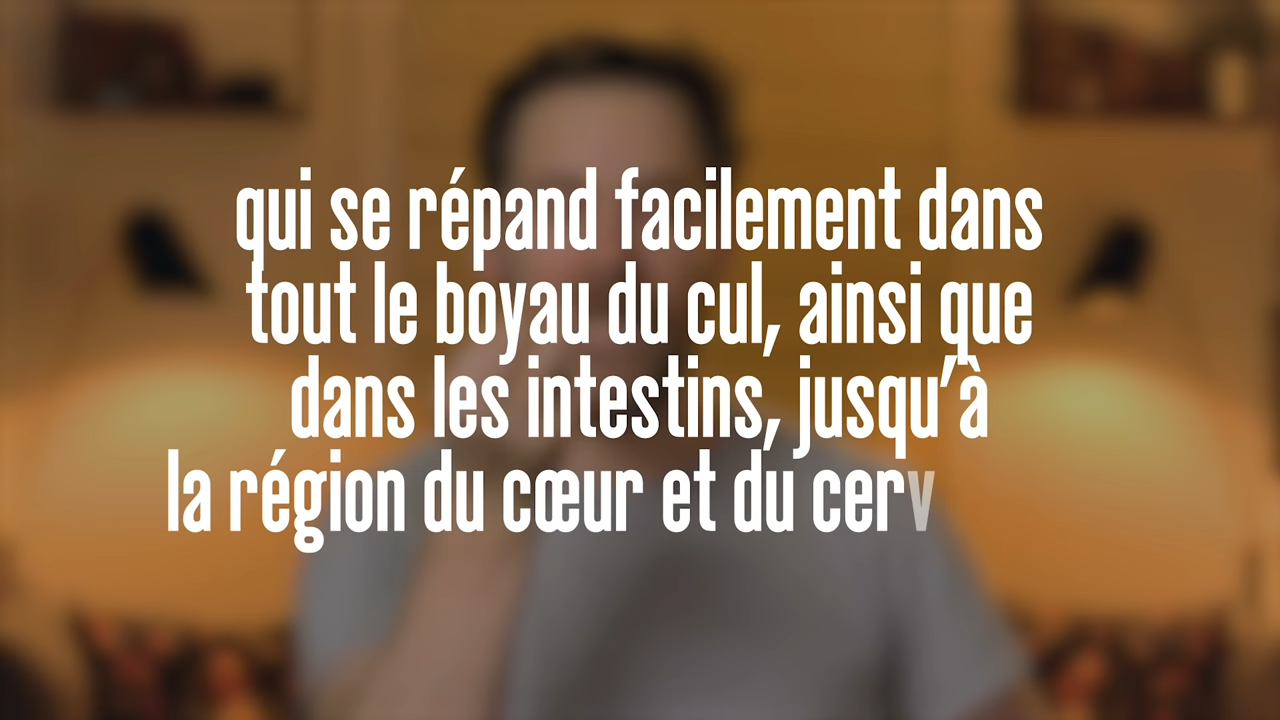 qui se répand facilement dans
tout le boyau du cul, ainsi que
dans les intestins, jusqu’à
la région du cœur et du cerv